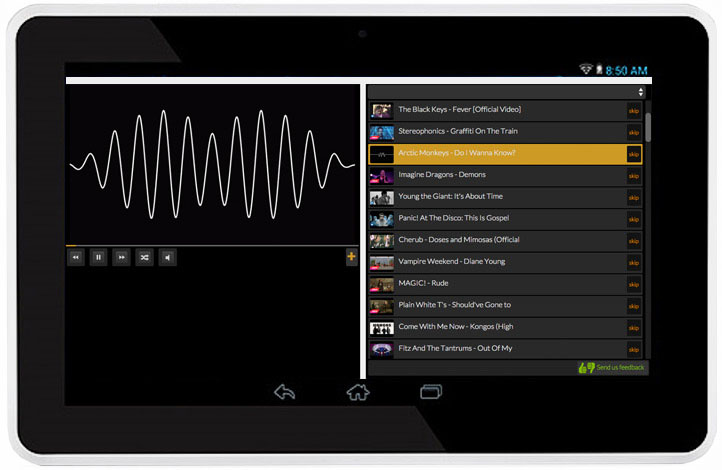 8:50 AM
The Black Keys - Fever [Official Video]
skip
Stereophonics - Graffiti On The Train
skip
Arctic Monkeys - Do I Wanna Know?
skip
Imagine Dragons - Demons
skip
Young the Giant: It's About Time
skip
Panic! At The Disco: This Is Gospel
skip
Cherub - Doses and Mimosas (Official
skip
Vampire Weekend - Diane Young
skip
MAGIC! - Rude
skip
Plain White T's - Should've Gone to
skip
Come With Me Now - Kongos (High
skip
Fitz And The Tantrums - Out Of My
skip
Send us feedback